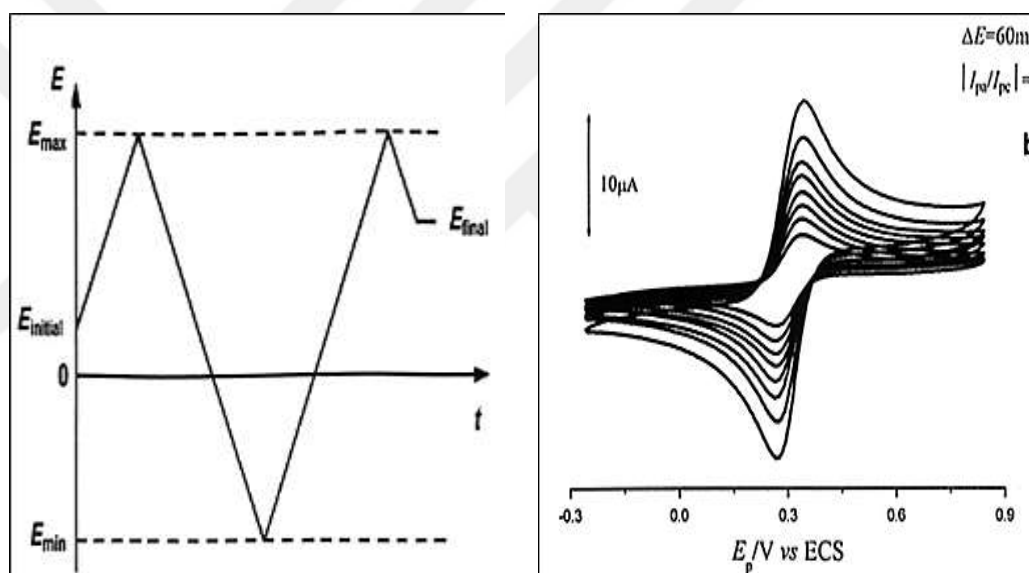 E
E_max
E_final
E_initial
0
t
E_min
ΔE=60m
|I_pa/I_pc|=
b
10μA
-0.3 0.0 0.3 0.6 0.9
E_p/V vs ECS